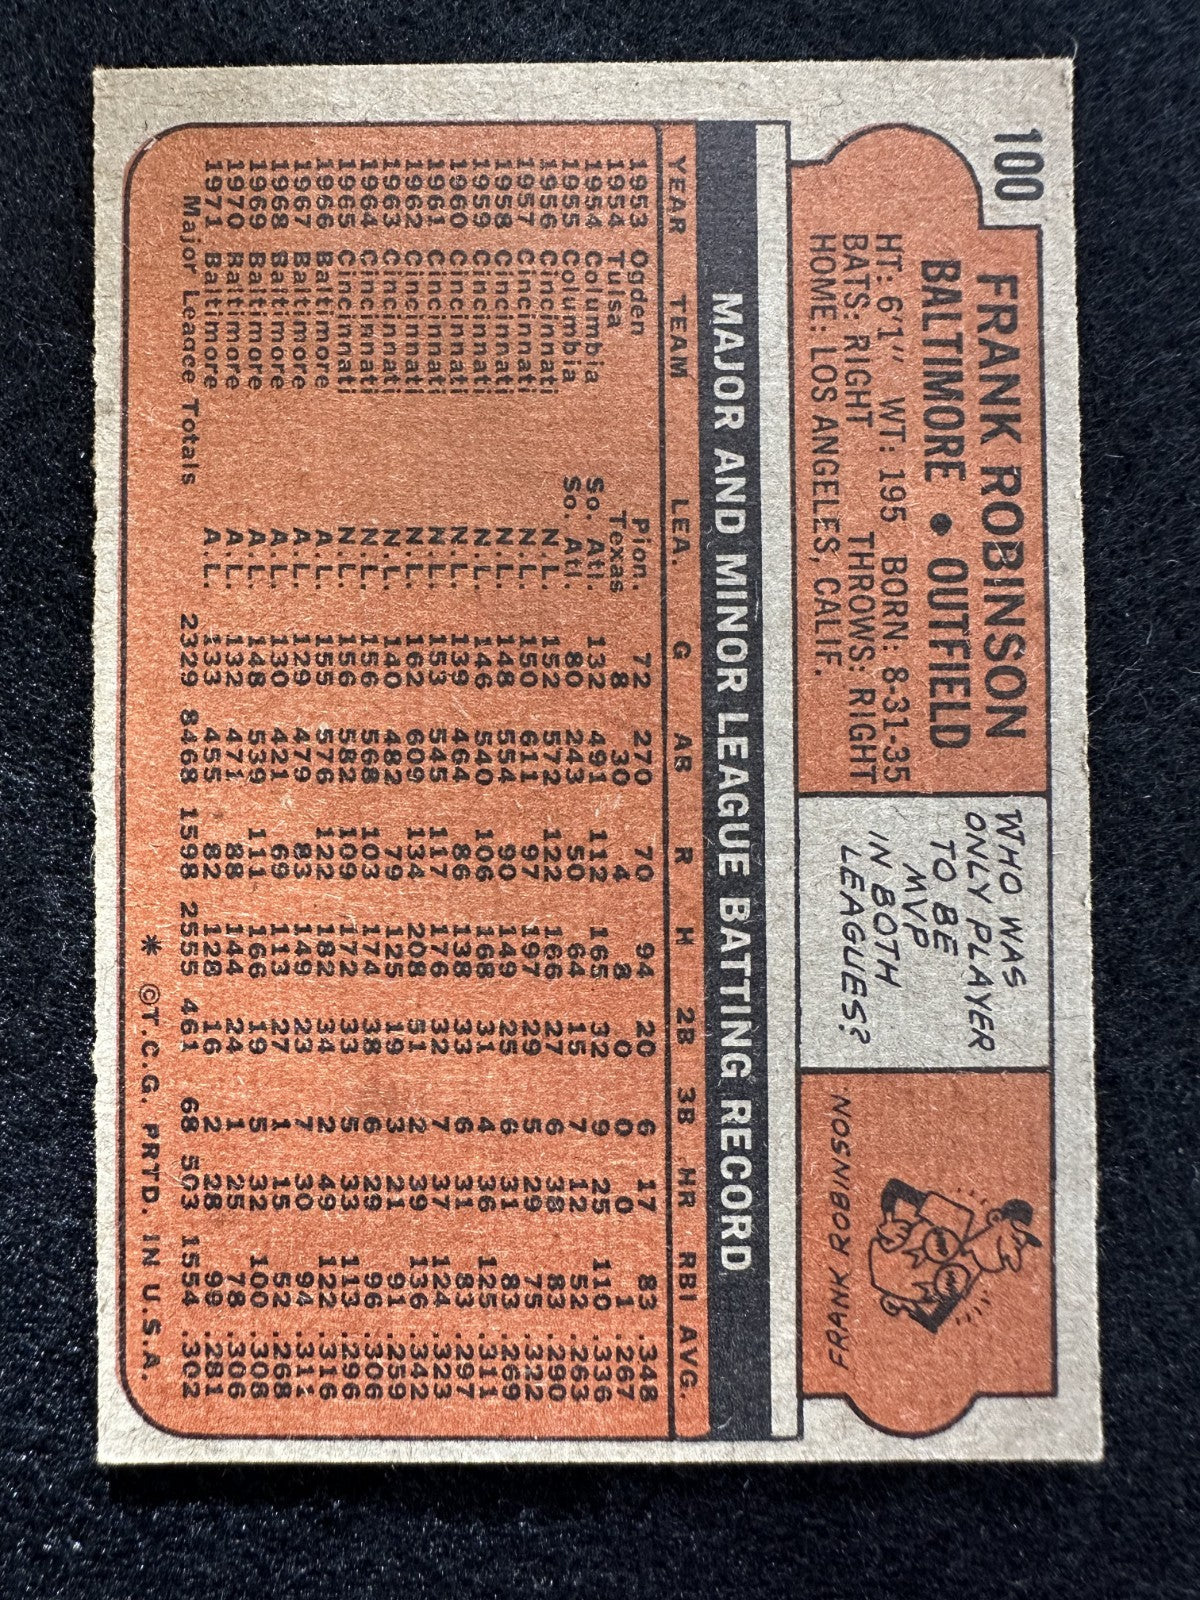 100
FRANK ROBINSON
BALTIMORE • OUTFIELD
HT: 6'1" WT: 195 BORN: 8-31-35
BATS: RIGHT THROWS: RIGHT
HOME: LOS ANGELES, CALIF.
WHO WAS
ONLY PLAYER
TO BE
MVP
IN BOTH
LEAGUES?
FRANK ROBINSON
MAJOR AND MINOR LEAGUE BATTING RECORD
YEAR TEAM LEA. G AB R H 2B 3B HR RBI AVG.
1953 Ogden Pion. 72 270 70 94 20 6 17 83 .348
1954 Tulsa Texas 8 30 4 8 0 0 0 1 .267
1954 Columbia So. Atl. 132 491 112 165 32 9 25 110 .336
1955 Columbia So. Atl. 80 243 50 64 15 7 12 52 .263
1956 Cincinnati N.L. 152 572 122 166 27 6 38 83 .290
1957 Cincinnati N.L. 150 611 97 197 29 5 29 75 .322
1958 Cincinnati N.L. 148 554 90 149 25 6 31 83 .269
1959 Cincinnati N.L. 146 540 106 168 31 4 36 125 .311
1960 Cincinnati N.L. 139 464 86 138 33 6 31 83 .297
1961 Cincinnati N.L. 153 545 117 176 32 7 37 124 .323
1962 Cincinnati N.L. 162 609 134 208 51 2 39 136 .342
1963 Cincinnati N.L. 140 482 79 125 19 3 21 91 .259
1964 Cincinnati N.L. 156 568 103 174 38 6 29 96 .306
1965 Cincinnati N.L. 156 582 109 172 33 5 33 113 .296
1966 Baltimore A.L. 155 576 122 182 34 2 49 122 .316
1967 Baltimore A.L. 129 479 83 149 23 7 30 94 .311
1968 Baltimore A.L. 130 421 69 113 27 1 15 52 .268
1969 Baltimore A.L. 148 539 111 166 19 5 32 100 .308
1970 Baltimore A.L. 132 471 88 144 24 1 25 78 .306
1971 Baltimore A.L. 133 455 82 128 16 2 28 99 .281
Major League Totals 2329 8468 1598 2555 461 68 503 1554 .302
* ©T.C.G. PRTD. IN U.S.A.